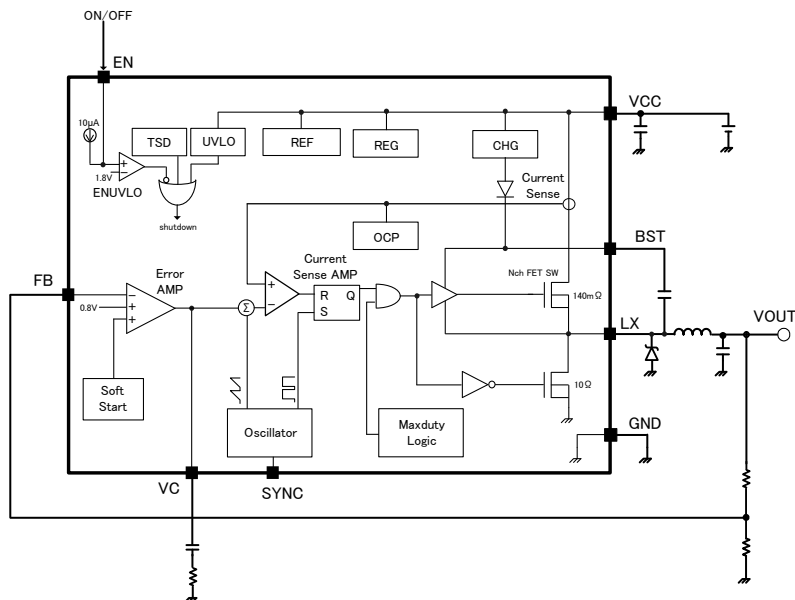 ON/OFF
EN
VCC
10μA
TSD
UVLO
REF
REG
CHG
1.8V
ENUVLO
shutdown
Current
Sense
OCP
BST
FB
Error
AMP
Current
Sense AMP
Nch FET SW
0.8V
Σ
R Q
S
140mΩ
LX
VOUT
Soft
Start
Oscillator
Maxduty
Logic
10Ω
GND
VC
SYNC